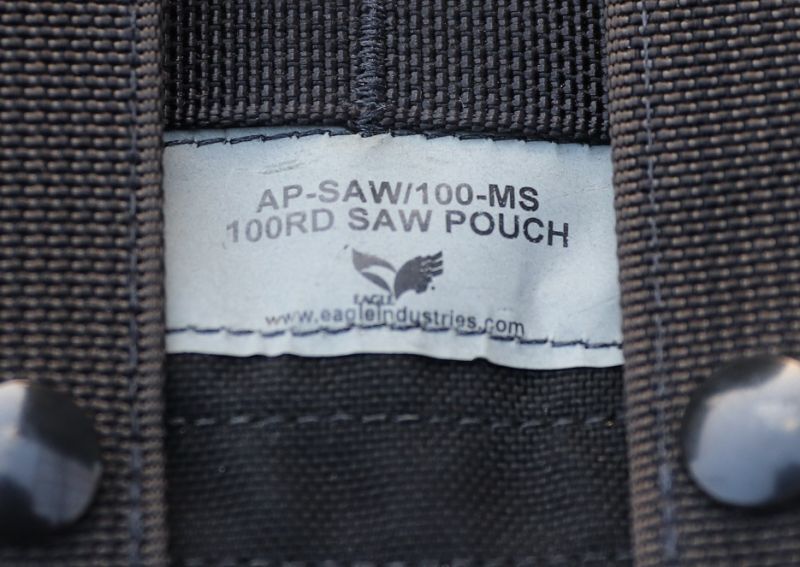 AP-SAW/100-MS
100RD SAW POUCH
EAGLE
www.eagleindustries.com